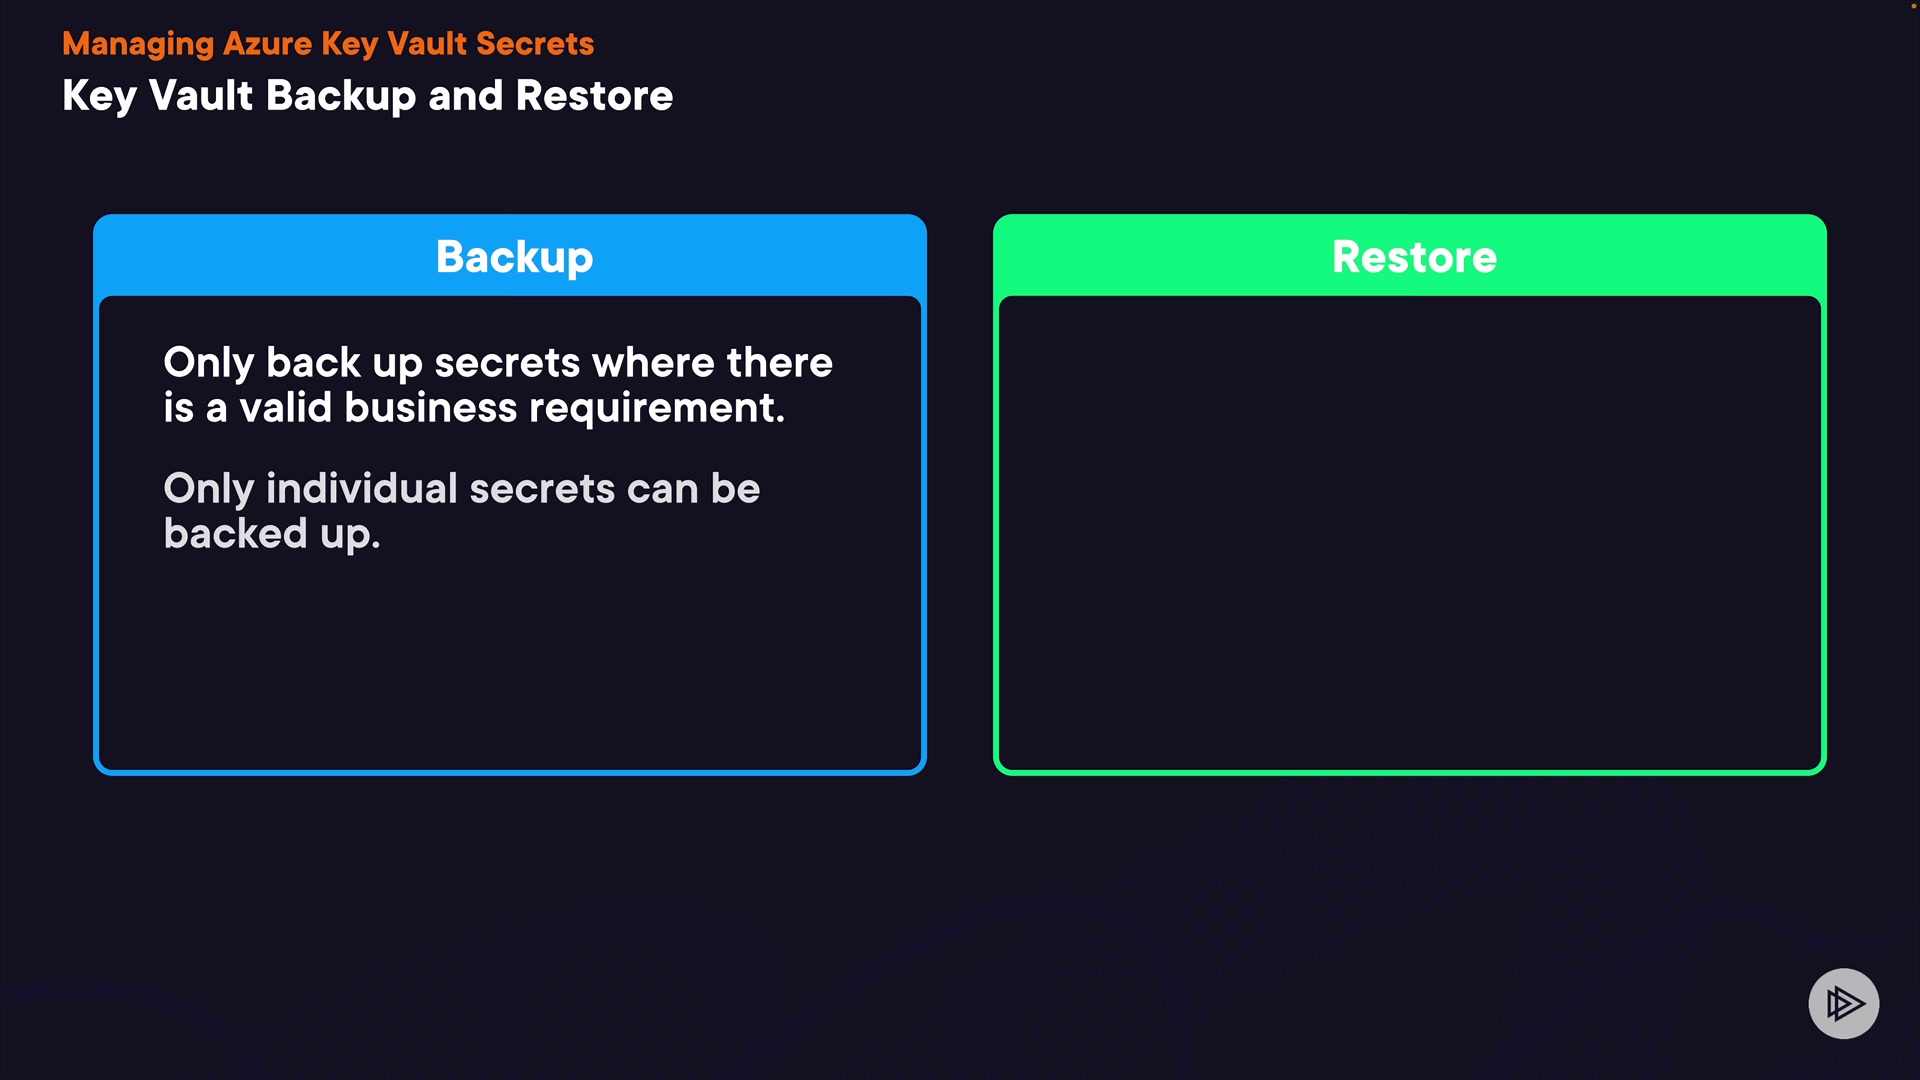 Managing Azure Key Vault Secrets
Key Vault Backup and Restore
Backup
Only back up secrets where there
is a valid business requirement.
Only individual secrets can be
backed up.
Restore